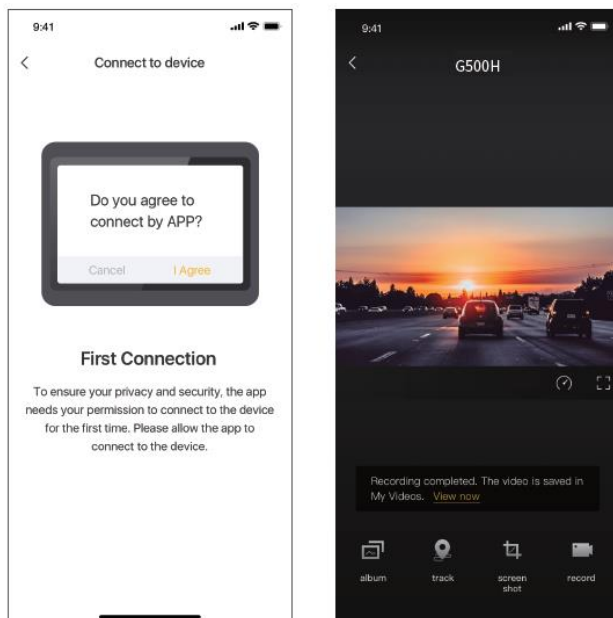 9:41
Connect to device
Do you agree to
connect by APP?
Cancel
I Agree
First Connection
To ensure your privacy and security, the app
needs your permission to connect to the device
for the first time. Please allow the app to
connect to the device.
9:41
G500H
Recording completed. The video is saved in
My Videos. View now
album
track
screen
shot
record